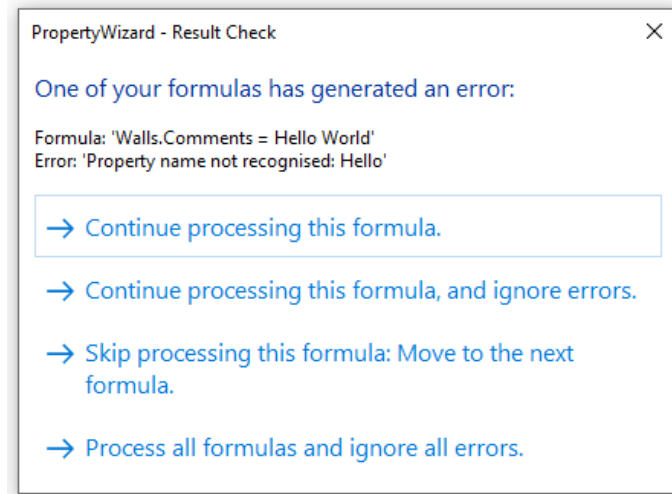 PropertyWizard - Result Check
One of your formulas has generated an error:
Formula: 'Walls.Comments = Hello World'
Error: 'Property name not recognised: Hello'
Continue processing this formula.
Continue processing this formula, and ignore errors.
Skip processing this formula: Move to the next
formula.
Process all formulas and ignore all errors.